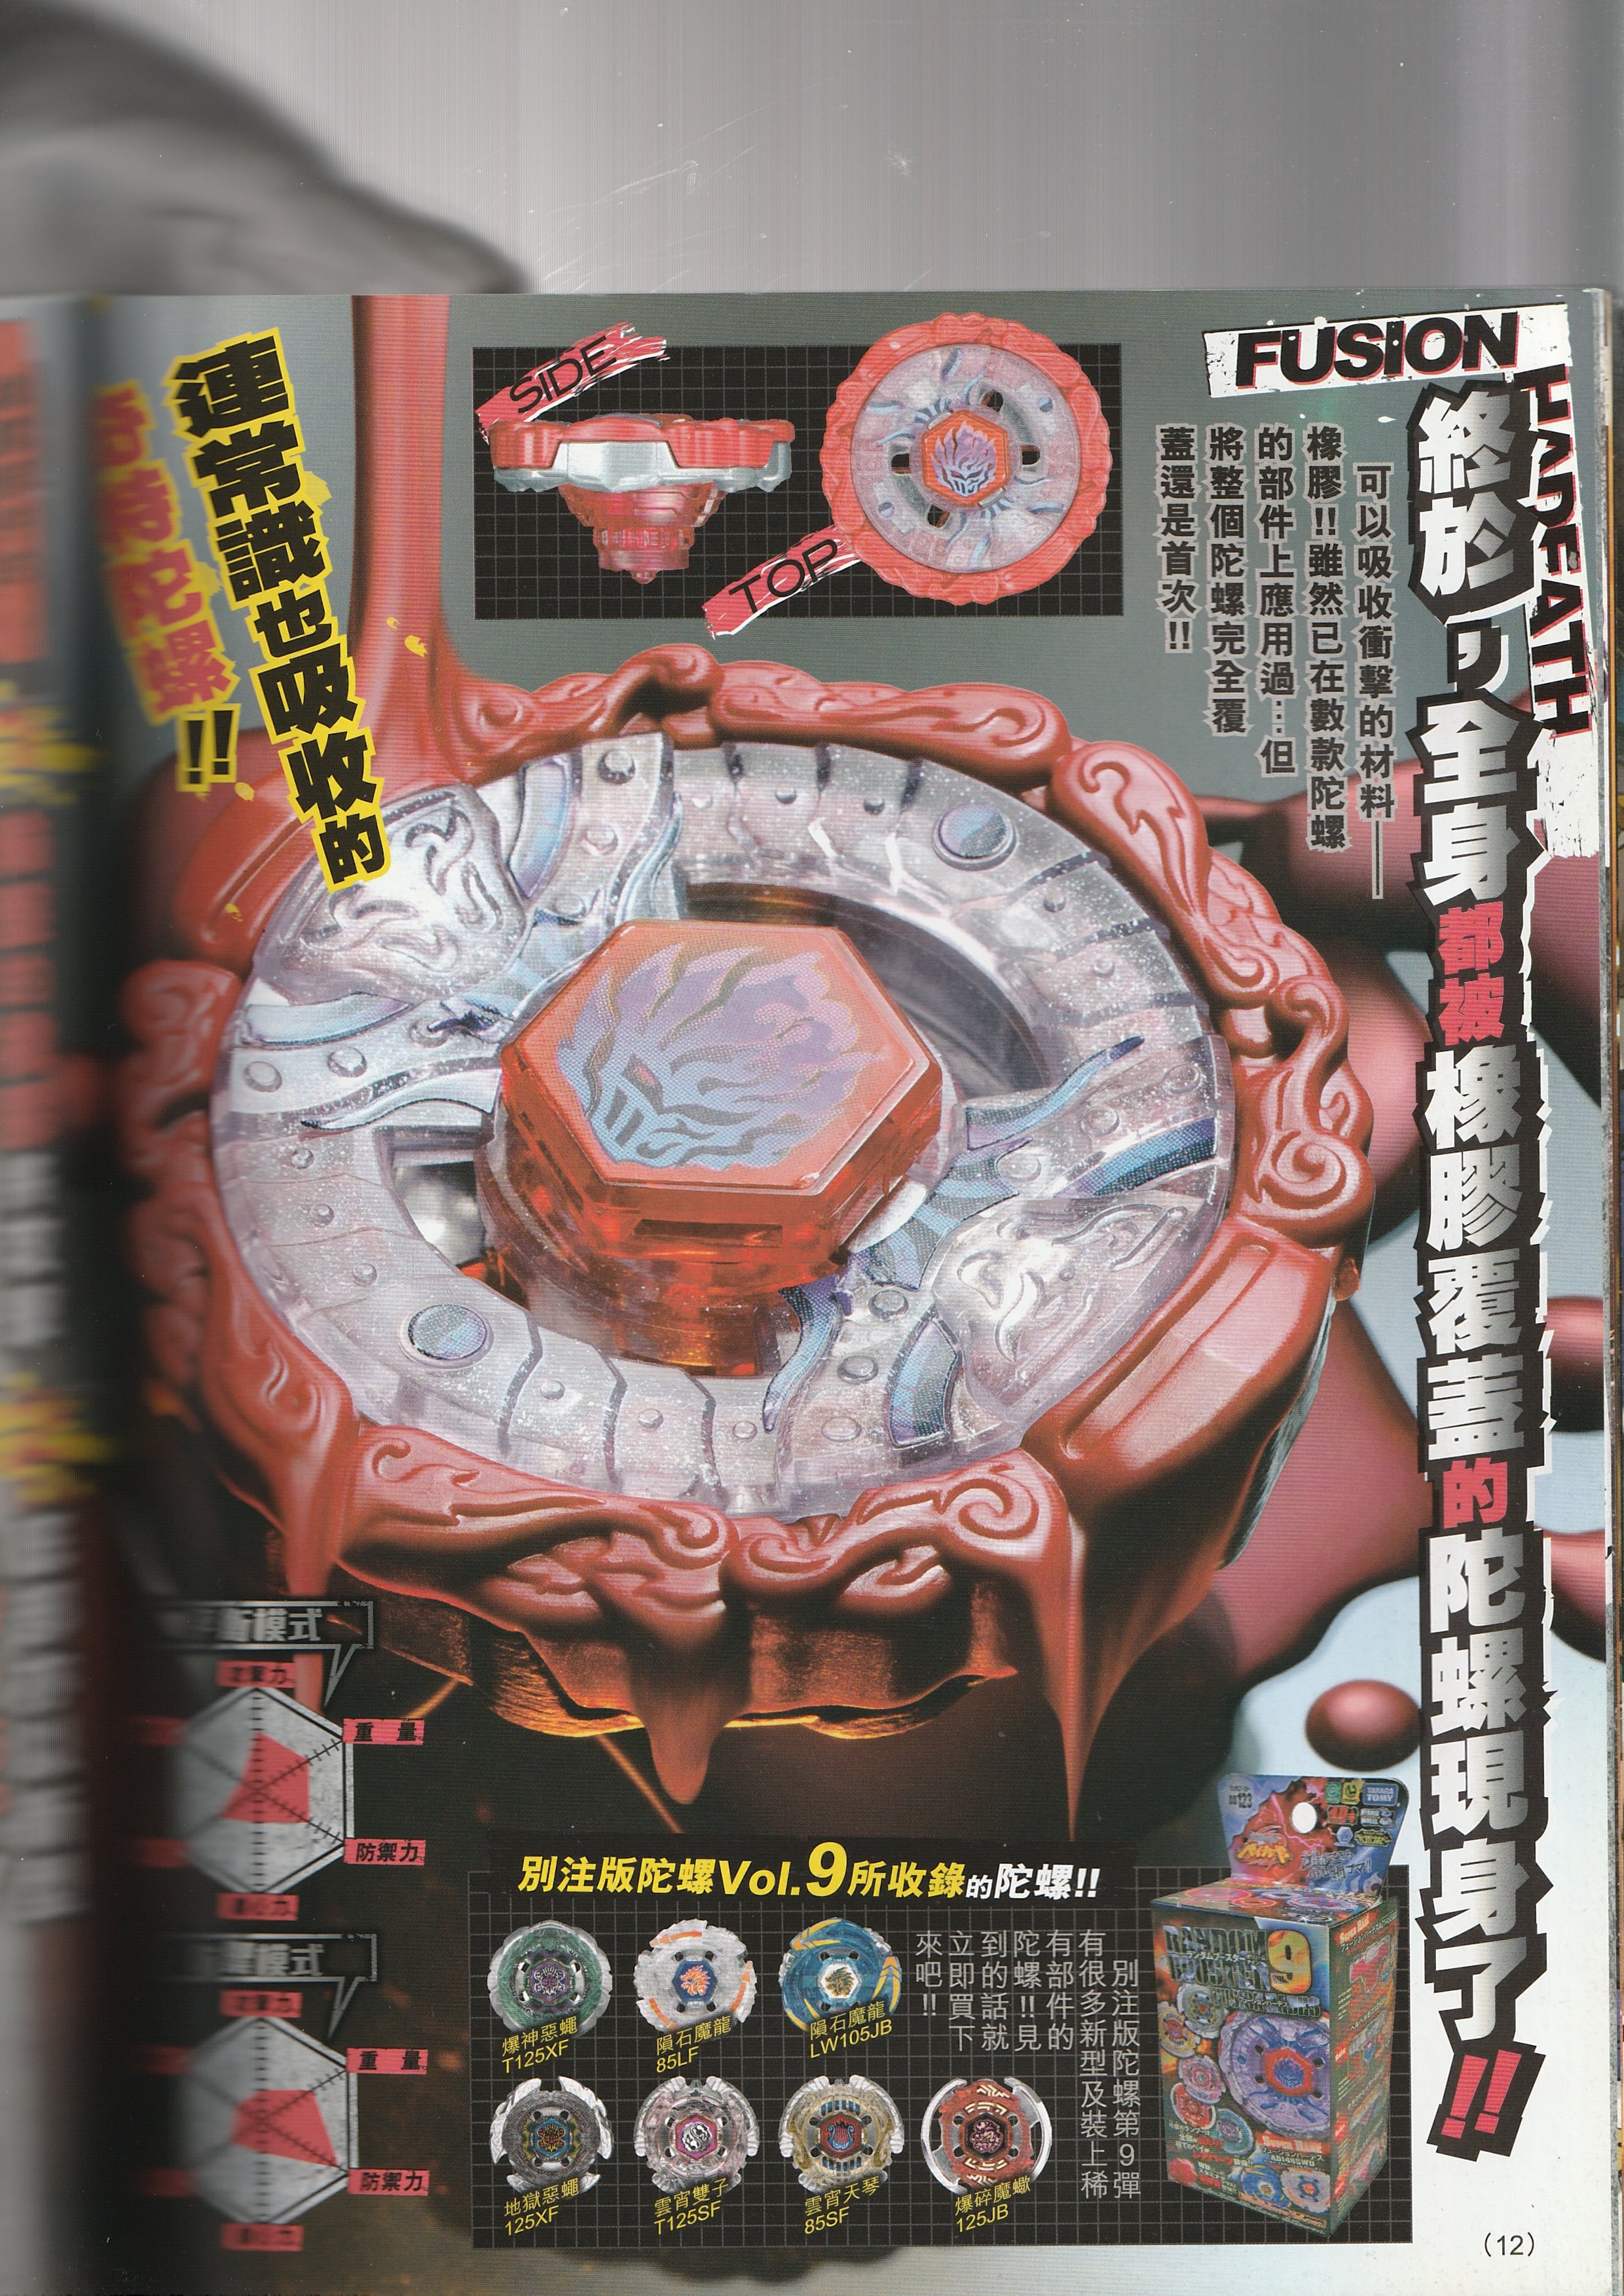 FUSION
HADEATH
終於，全身都被橡膠覆蓋的陀螺現身了!!
可以吸收衝擊的材料——
橡膠!!雖然已在數款陀螺
的部件上應用過…但
將整個陀螺完全覆
蓋還是首次!!
SIDE
TOP
連常識也吸收的
重量
防禦力
重量
防禦力
別注版陀螺Vol.9所收錄的陀螺!!
別注版陀螺第9彈
有很多新型及裝上稀
有部件的
陀螺!!見
到的話就
立即買下
來吧!!
爆神惡蠅
T125XF
隕石魔龍
85LF
隕石魔龍
LW105JB
地獄惡蠅
125XF
雲宵雙子
T125SF
雲宵天琴
85SF
爆碎魔蠍
125JB
BB123
TAKARA TOMY
RANDOM
BOOSTER 9
(12)